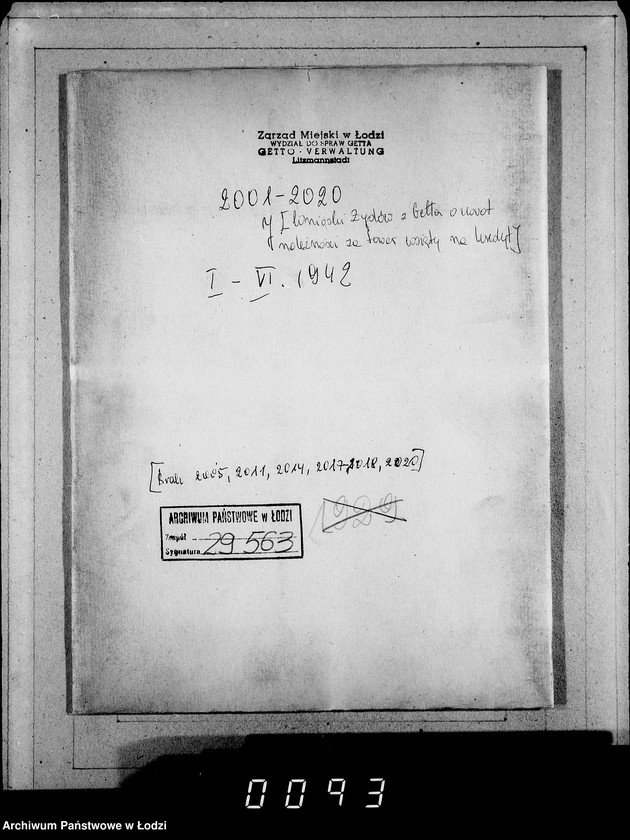 Zarząd Miejski w Łodzi
WYDZIAŁ DO SPRAW GETTA
GETTO - VERWALTUNG
Litzmannstadt
2001-2020
[Wnioski Żydów z Getta o zwrot
należności za towar wzięty na kredyt]
I - VI. 1942
[Brak 2005, 2011, 2014, 2017-2018, 2020]
ARCHIWUM PAŃSTWOWE w ŁODZI
Zespół
Sygnatura 29 563
1929
0093
Archiwum Państwowe w Łodzi